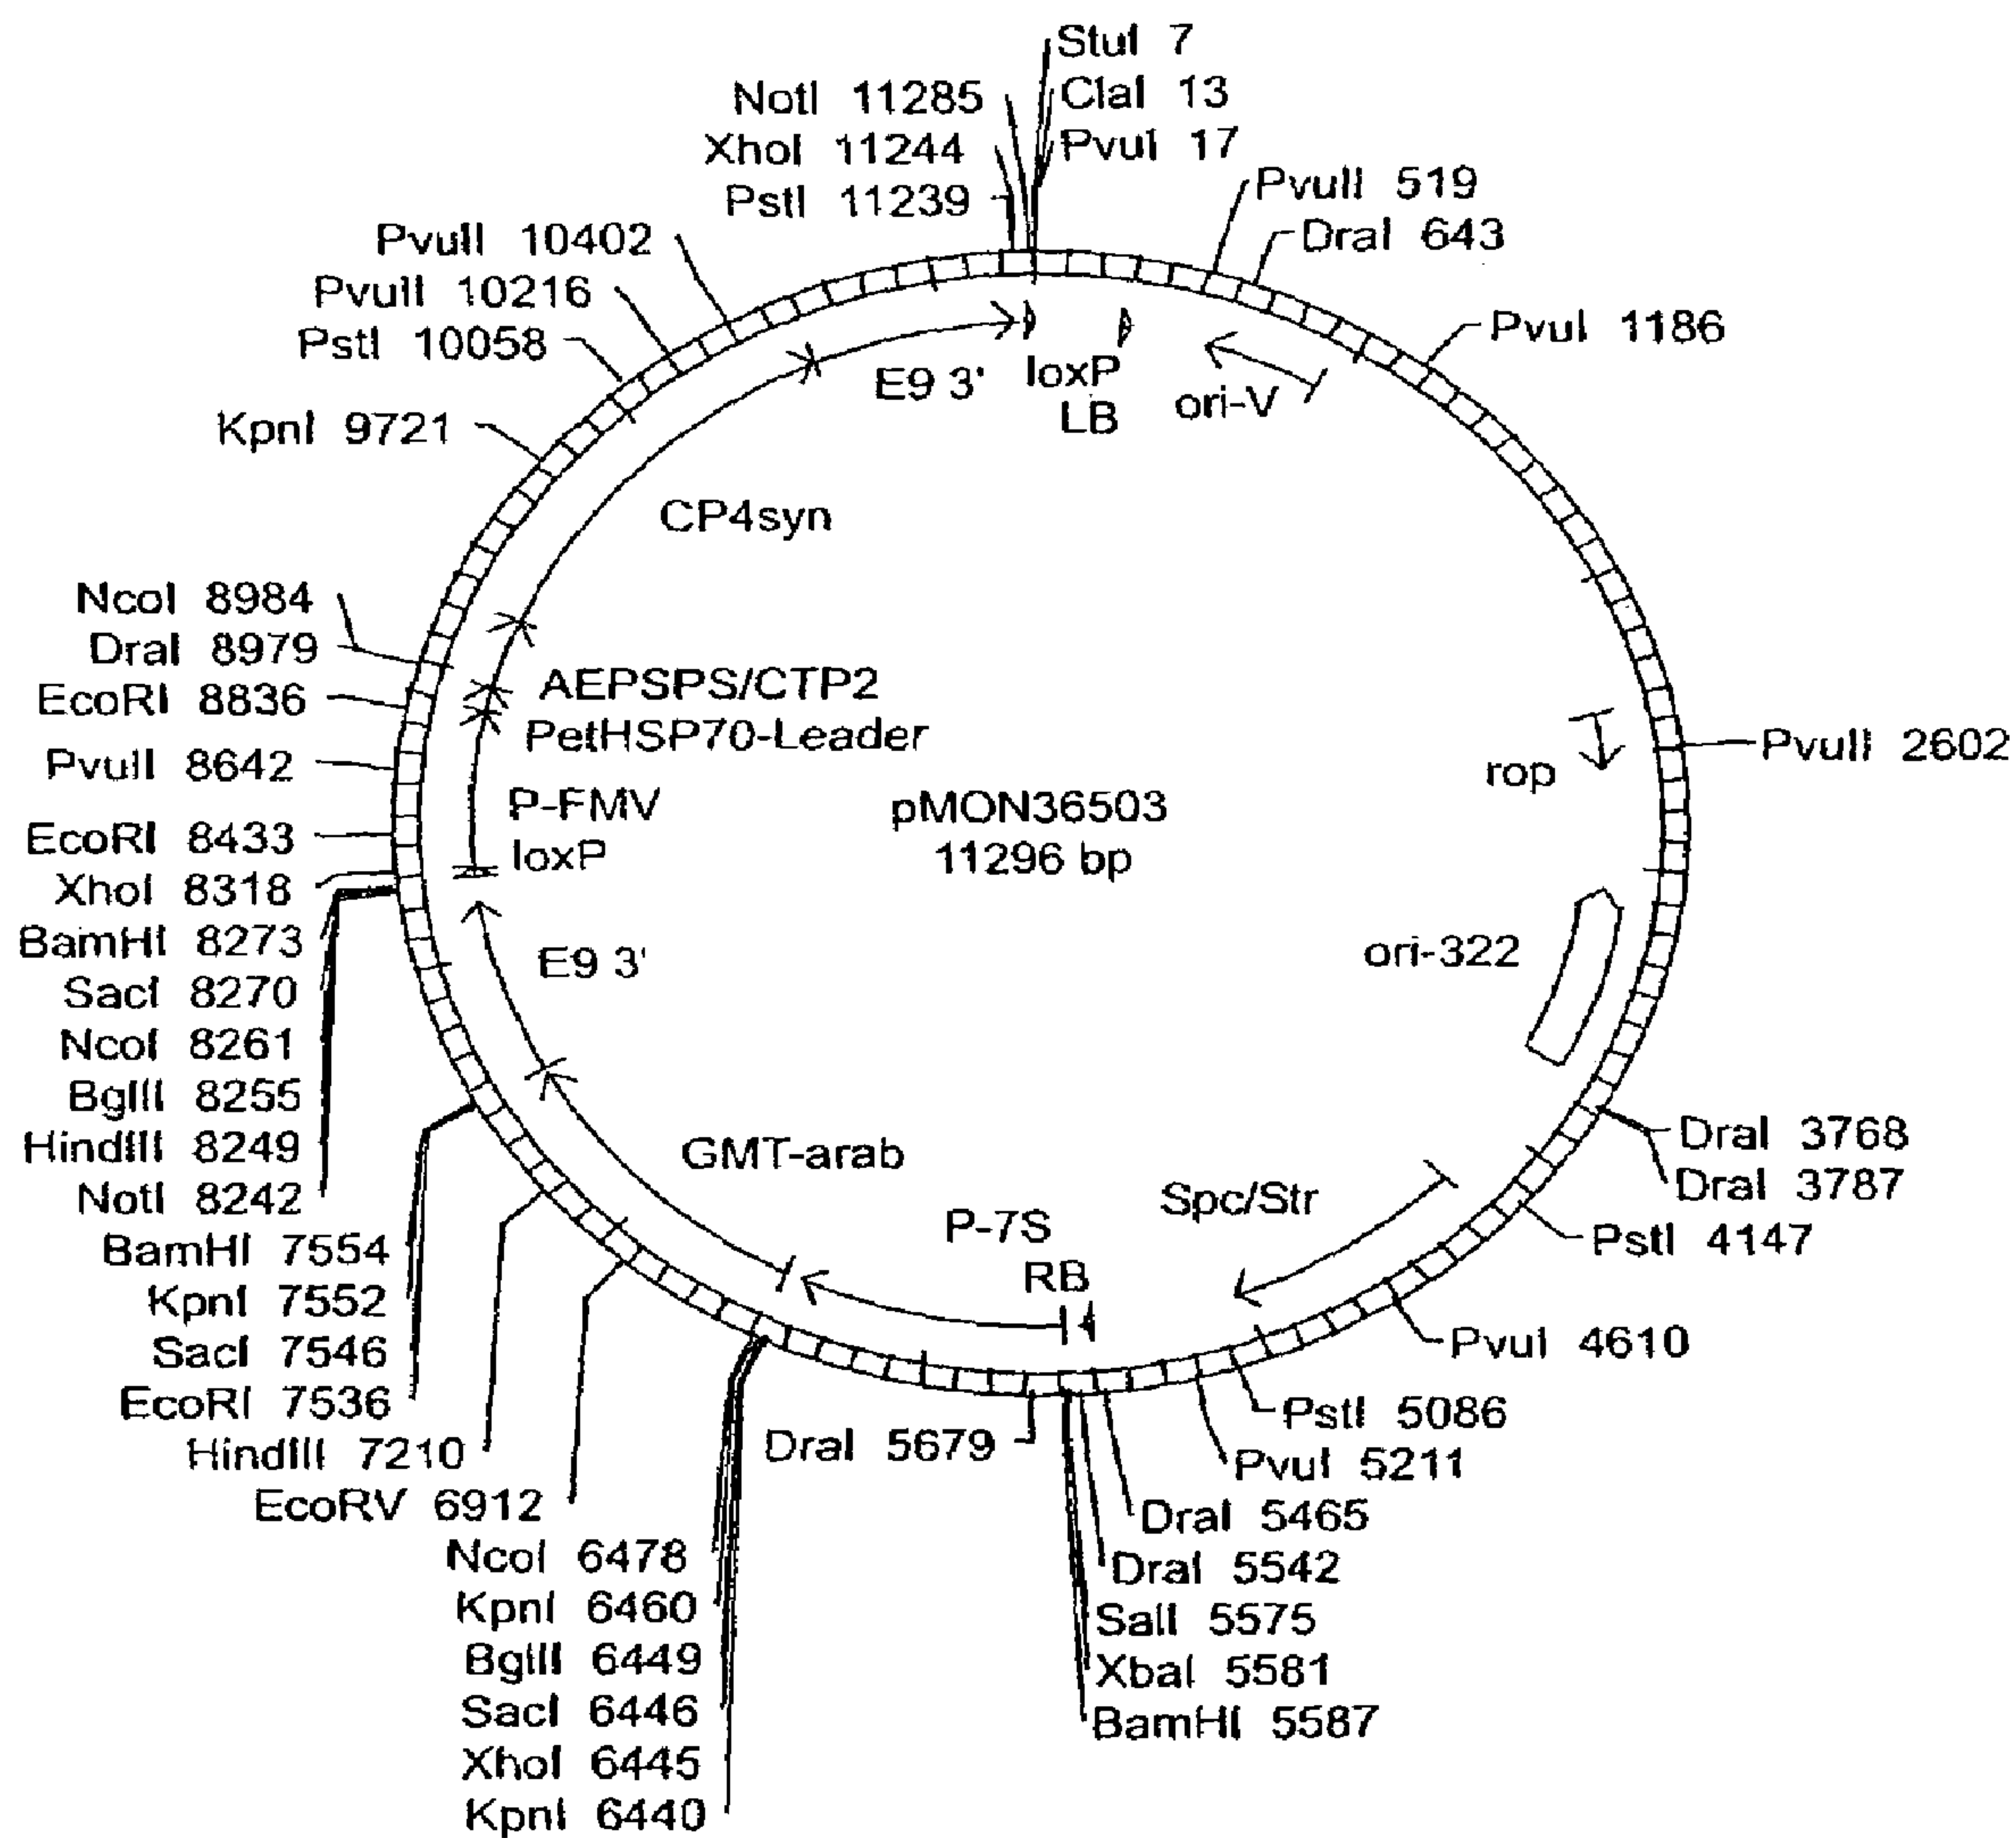 StuI 7
ClaI 13
PvuI 17
NotI 11285
XhoI 11244
PstI 11239
PvuII 519
DraI 643
PvuI 1186
PvuII 2602
DraI 3768
DraI 3787
PstI 4147
PvuI 4610
PstI 5086
PvuI 5211
DraI 5465
DraI 5542
SalI 5575
XbaI 5581
BamHI 5587
DraI 5679
KpnI 6440
XhoI 6445
SacI 6446
BglII 6449
KpnI 6460
NcoI 6478
EcoRV 6912
HindIII 7210
EcoRI 7536
SacI 7546
KpnI 7552
BamHI 7554
NotI 8242
HindIII 8249
BglII 8255
NcoI 8261
SacI 8270
BamHI 8273
XhoI 8318
EcoRI 8433
PvuII 8642
EcoRI 8836
DraI 8979
NcoI 8984
KpnI 9721
PstI 10058
PvuII 10216
PvuII 10402
E9 3'
loxP
LB
ori-V
CP4syn
AEPSPS/CTP2
PetHSP70-Leader
P-FMV
loxP
pMON36503
11296 bp
rop
ori-322
E9 3'
GMT-arab
P-7S
RB
Spc/Str